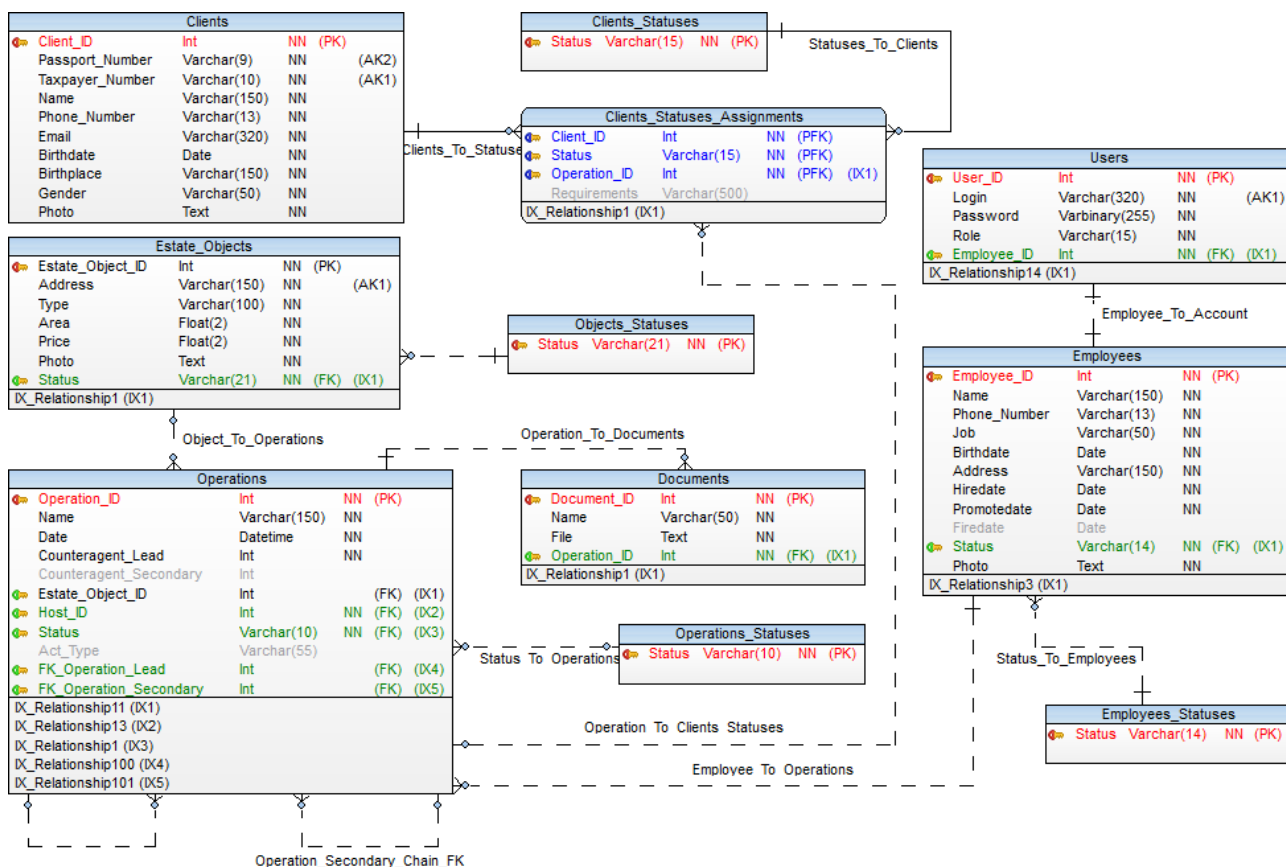 Clients
Client_ID Int NN (PK)
Passport_Number Varchar(9) NN (AK2)
Taxpayer_Number Varchar(10) NN (AK1)
Name Varchar(150) NN
Phone_Number Varchar(13) NN
Email Varchar(320) NN
Birthdate Date NN
Birthplace Varchar(150) NN
Gender Varchar(50) NN
Photo Text NN
Clients_Statuses
Status Varchar(15) NN (PK)
Statuses_To_Clients
Clients_To_Statuse
Clients_Statuses_Assignments
Client_ID Int NN (PFK)
Status Varchar(15) NN (PFK)
Operation_ID Int NN (PFK) (IX1)
Requirements Varchar(500)
IX_Relationship1 (IX1)
Users
User_ID Int NN (PK)
Login Varchar(320) NN (AK1)
Password Varbinary(255) NN
Role Varchar(15) NN
Employee_ID Int NN (FK) (IX1)
IX_Relationship14 (IX1)
Estate_Objects
Estate_Object_ID Int NN (PK)
Address Varchar(150) NN (AK1)
Type Varchar(100) NN
Area Float(2) NN
Price Float(2) NN
Photo Text NN
Status Varchar(21) NN (FK) (IX1)
IX_Relationship1 (IX1)
Objects_Statuses
Status Varchar(21) NN (PK)
Employee_To_Account
Employees
Employee_ID Int NN (PK)
Name Varchar(150) NN
Phone_Number Varchar(13) NN
Job Varchar(50) NN
Birthdate Date NN
Address Varchar(150) NN
Hiredate Date NN
Promotedate Date NN
Firedate Date
Status Varchar(14) NN (FK) (IX1)
Photo Text NN
IX_Relationship3 (IX1)
Object_To_Operations
Operation_To_Documents
Operations
Operation_ID Int NN (PK)
Name Varchar(150) NN
Date Datetime NN
Counteragent_Lead Int NN
Counteragent_Secondary Int
Estate_Object_ID Int (FK) (IX1)
Host_ID Int NN (FK) (IX2)
Status Varchar(10) NN (FK) (IX3)
Act_Type Varchar(55)
FK_Operation_Lead Int (FK) (IX4)
FK_Operation_Secondary Int (FK) (IX5)
IX_Relationship11 (IX1)
IX_Relationship13 (IX2)
IX_Relationship1 (IX3)
IX_Relationship100 (IX4)
IX_Relationship101 (IX5)
Documents
Document_ID Int NN (PK)
Name Varchar(50) NN
File Text NN
Operation_ID Int NN (FK) (IX1)
IX_Relationship1 (IX1)
Operations_Statuses
Status Varchar(10) NN (PK)
Status To Operations
Status_To_Employees
Employees_Statuses
Status Varchar(14) NN (PK)
Operation To Clients Statuses
Employee To Operations
Operation Secondary Chain FK